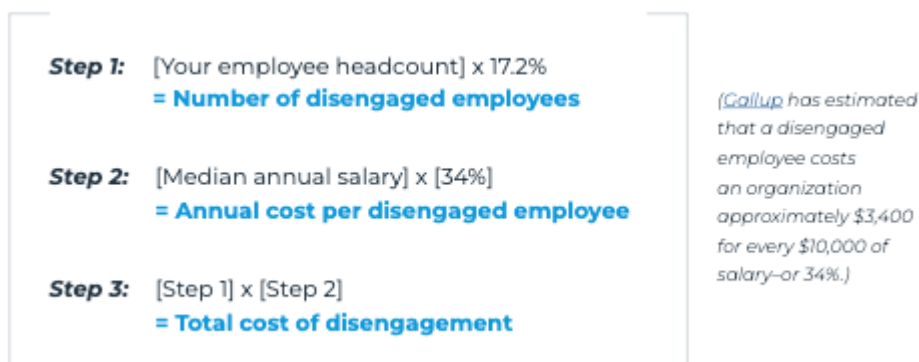 Step 1: [Your employee headcount] x 17.2%
= Number of disengaged employees
Step 2: [Median annual salary] x [34%]
= Annual cost per disengaged employee
Step 3: [Step 1] x [Step 2]
= Total cost of disengagement
(Gallup has estimated
that a disengaged
employee costs
an organization
approximately $3,400
for every $10,000 of
salary–or 34%.)